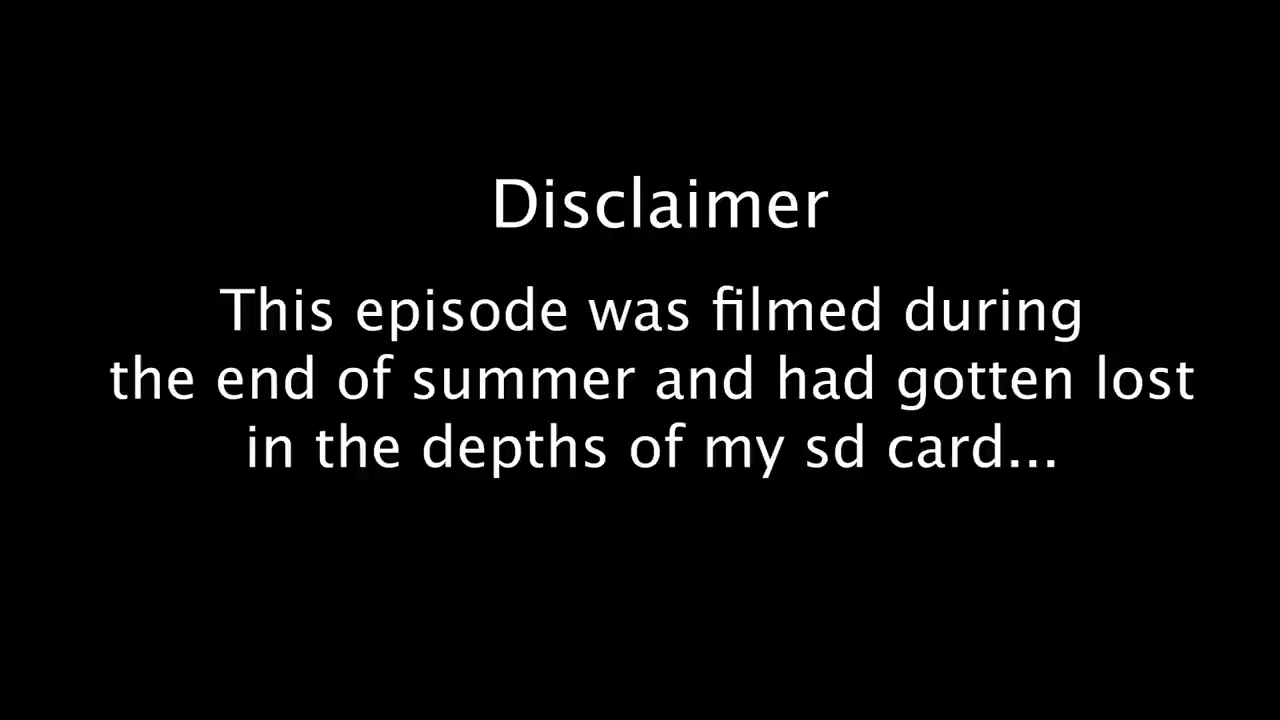 Disclaimer
This episode was filmed during
the end of summer and had gotten lost
in the depths of my sd card...